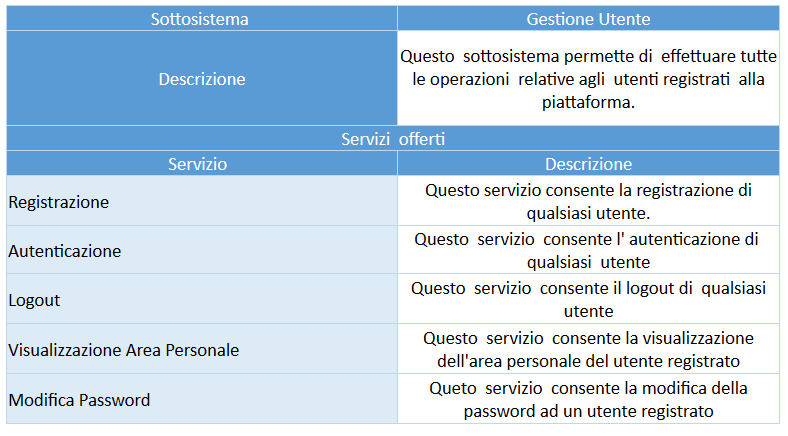 Sottosistema
Gestione Utente
Descrizione
Questo sottosistema permette di effettuare tutte
le operazioni relative agli utenti registrati alla
piattaforma.
Servizi offerti
Servizio
Descrizione
Registrazione
Questo servizio consente la registrazione di
qualsiasi utente.
Autenticazione
Questo servizio consente l' autenticazione di
qualsiasi utente
Logout
Questo servizio consente il logout di qualsiasi
utente
Visualizzazione Area Personale
Questo servizio consente la visualizzazione
dell'area personale del utente registrato
Modifica Password
Queto servizio consente la modifica della
password ad un utente registrato